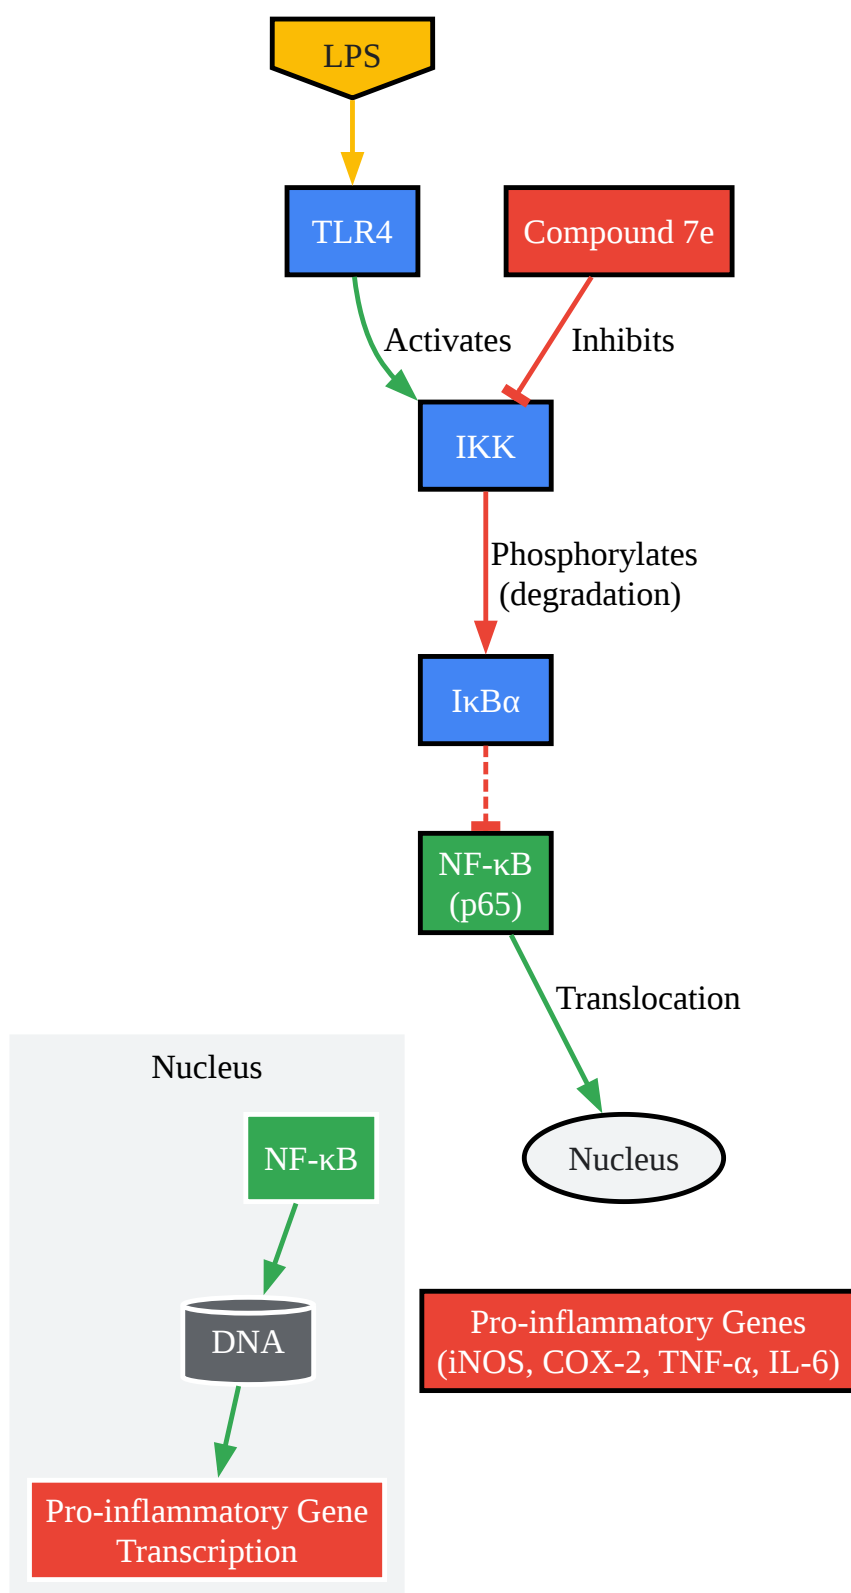 LPS
TLR4
Compound 7e
Activates
Inhibits
IKK
Phosphorylates
(degradation)
IκBα
NF-κB
(p65)
Translocation
Nucleus
NF-κB
Nucleus
DNA
Pro-inflammatory Genes
(iNOS, COX-2, TNF-α, IL-6)
Pro-inflammatory Gene
Transcription